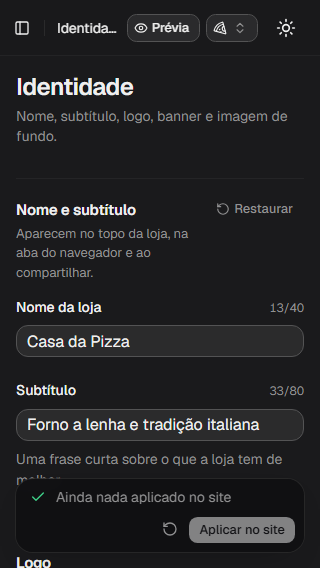 Identida...
Prévia
Identidade
Nome, subtítulo, logo, banner e imagem de
fundo.
Nome e subtítulo
Restaurar
Aparecem no topo da loja, na
aba do navegador e ao
compartilhar.
Nome da loja
13/40
Casa da Pizza
Subtítulo
33/80
Forno a lenha e tradição italiana
Uma frase curta sobre o que a loja tem de
Ainda nada aplicado no site
Aplicar no site
Logo